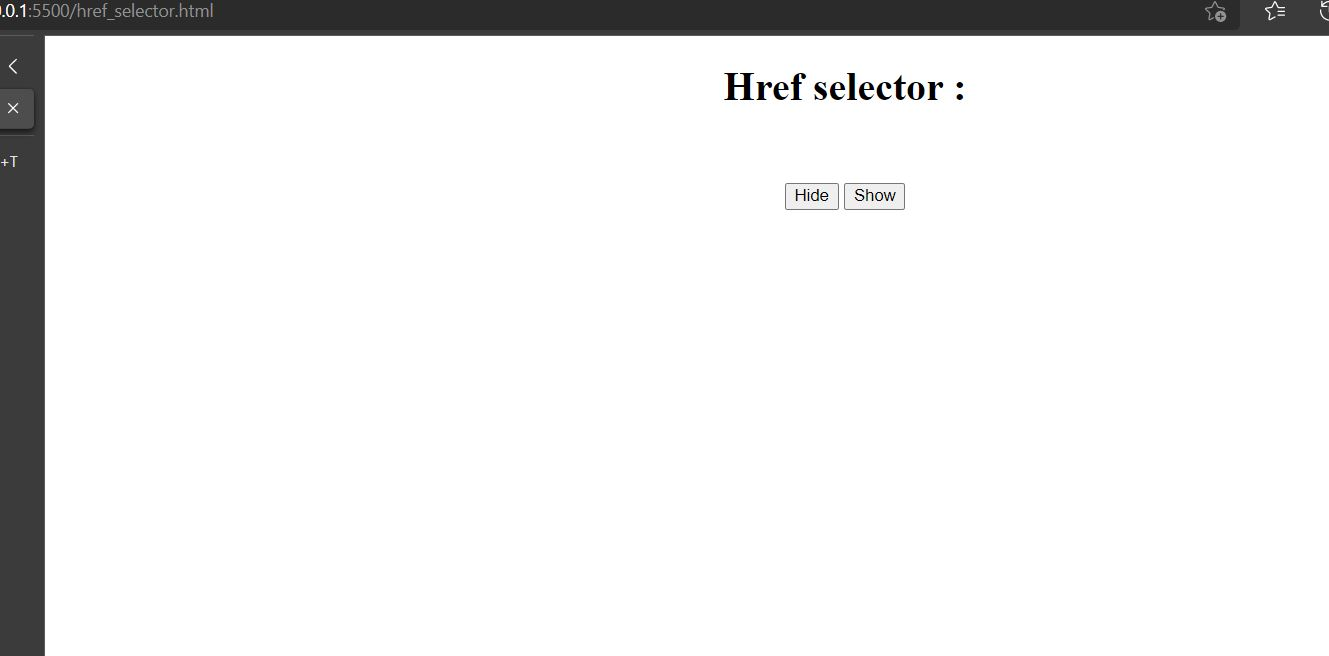 0.0.1:5500/href_selector.html
+T
Href selector :
Hide Show